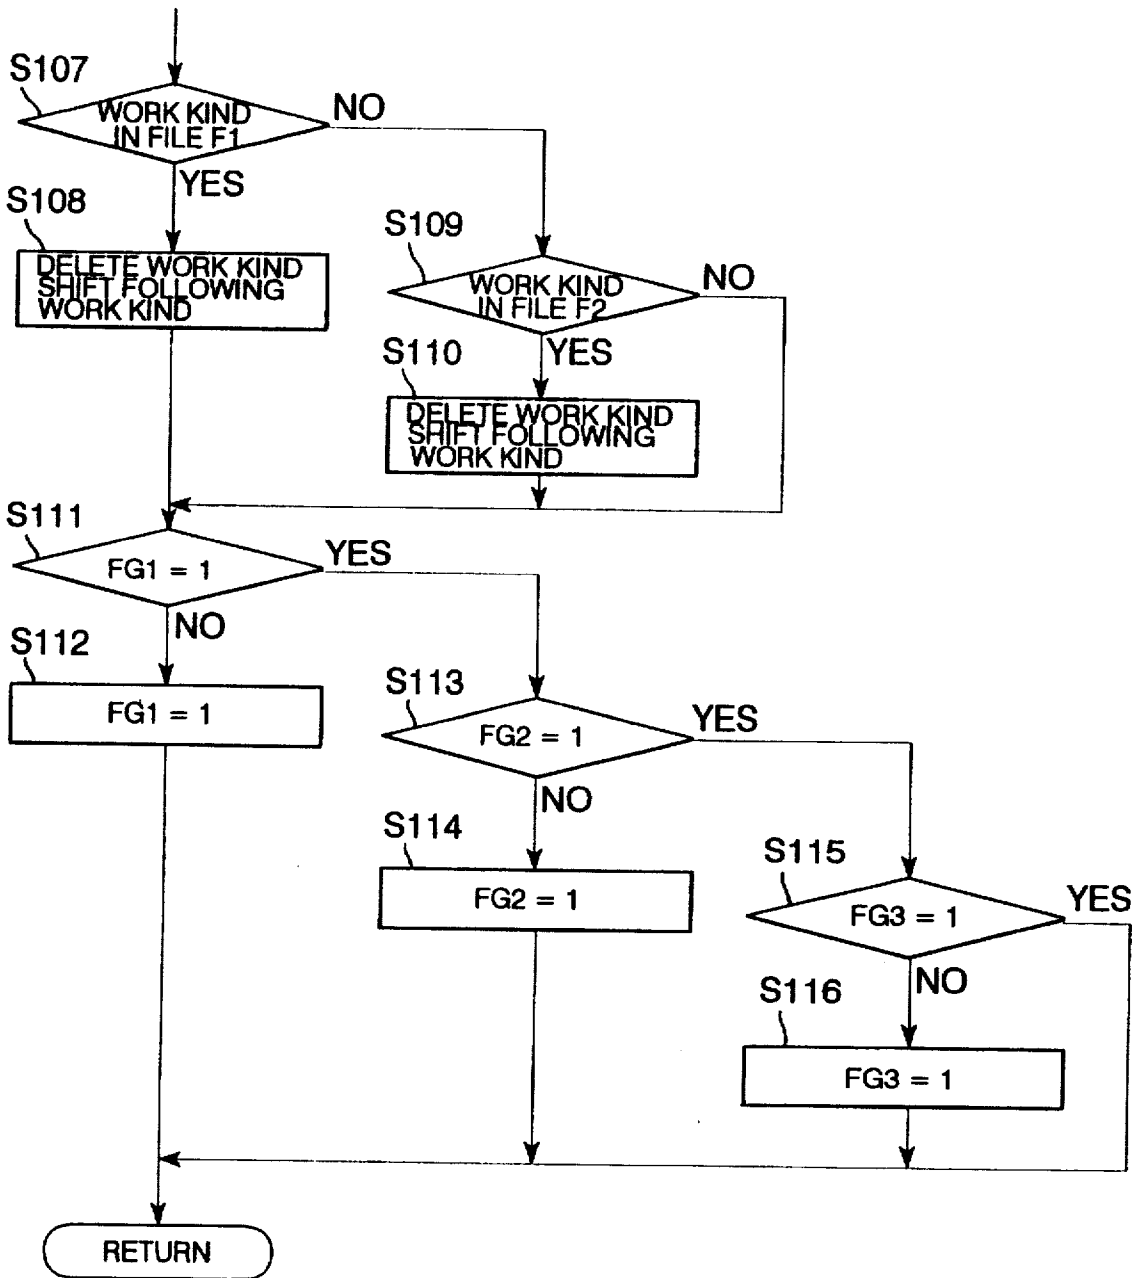 S107
WORK KIND
IN FILE F1
NO
YES
S108
DELETE WORK KIND
SHIFT FOLLOWING
WORK KIND
S109
WORK KIND
IN FILE F2
NO
YES
S110
DELETE WORK KIND
SHIFT FOLLOWING
WORK KIND
S111
FG1 = 1
YES
NO
S112
FG1 = 1
S113
FG2 = 1
YES
NO
S114
FG2 = 1
S115
FG3 = 1
YES
NO
S116
FG3 = 1
RETURN